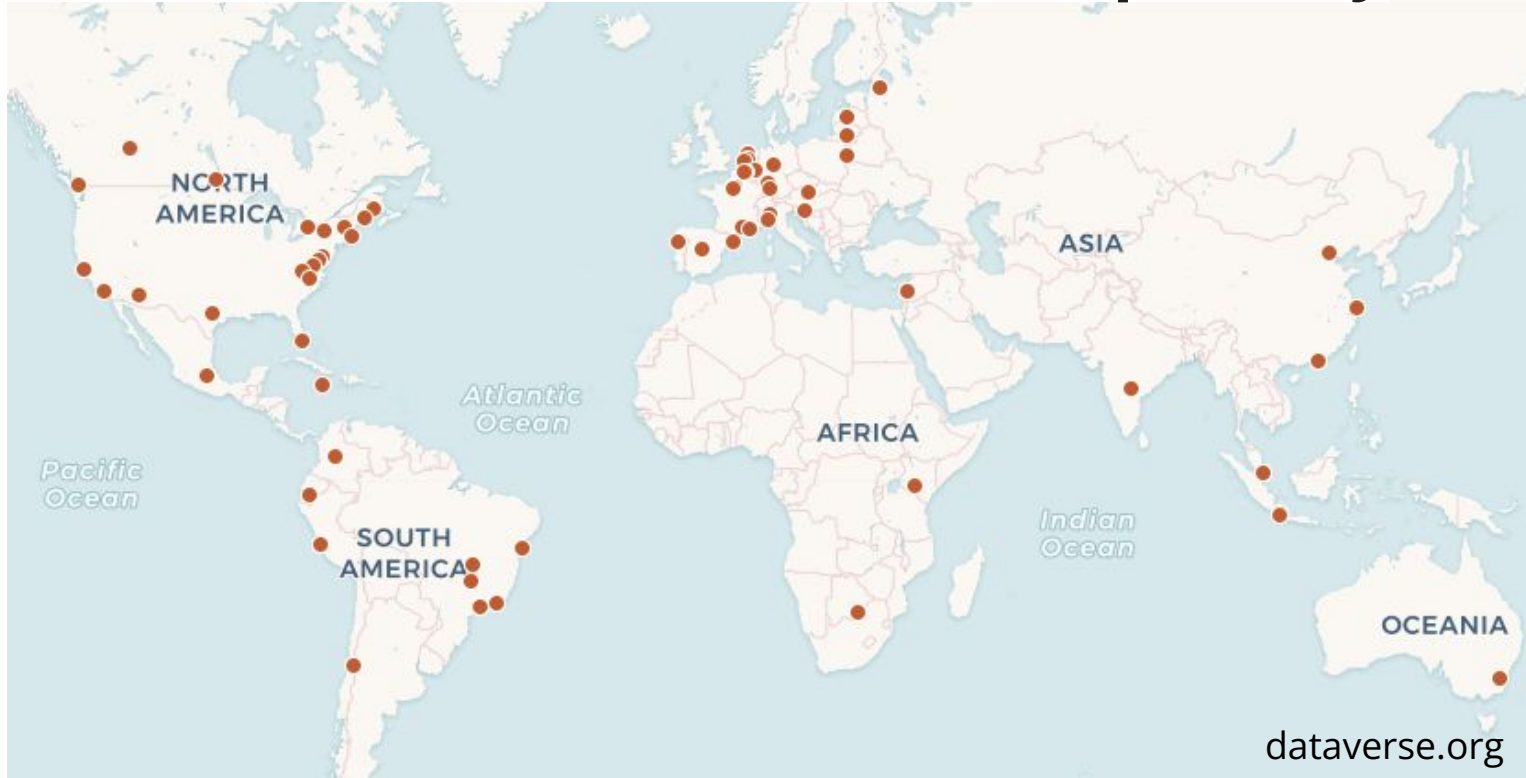 NORTH
AMERICA
ASIA
Atlantic
Ocean
AFRICA
Pacific
Ocean
Indian
Ocean
SOUTH
AMERICA
OCEANIA
dataverse.org